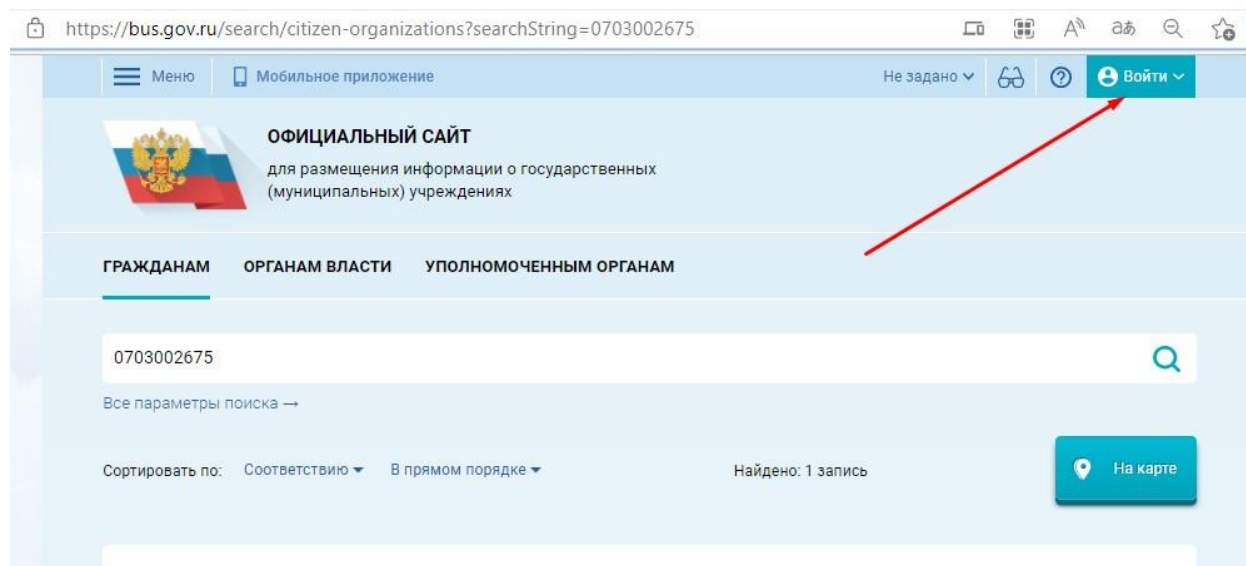 https://bus.gov.ru/search/citizen-organizations?searchString=0703002675
Меню Мобильное приложение Не задано Войти
ОФИЦИАЛЬНЫЙ САЙТ
для размещения информации о государственных
(муниципальных) учреждениях
ГРАЖДАНАМ ОРГАНАМ ВЛАСТИ УПОЛНОМОЧЕННЫМ ОРГАНАМ
0703002675
Все параметры поиска →
Сортировать по: Соответствию В прямом порядке Найдено: 1 запись На карте